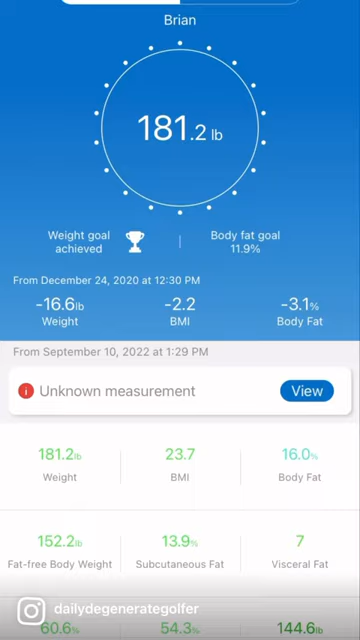 Brian
181.2 lb
Weight goal achieved
Body fat goal 11.9%
From December 24, 2020 at 12:30 PM
-16.6lb -2.2 -3.1%
Weight BMI Body Fat
From September 10, 2022 at 1:29 PM
Unknown measurement View
181.2lb 23.7 16.0%
Weight BMI Body Fat
152.2lb 13.9% 7
Fat-free Body Weight Subcutaneous Fat Visceral Fat
dailydegenerategolfer
60.6% 54.3% 144.6lb